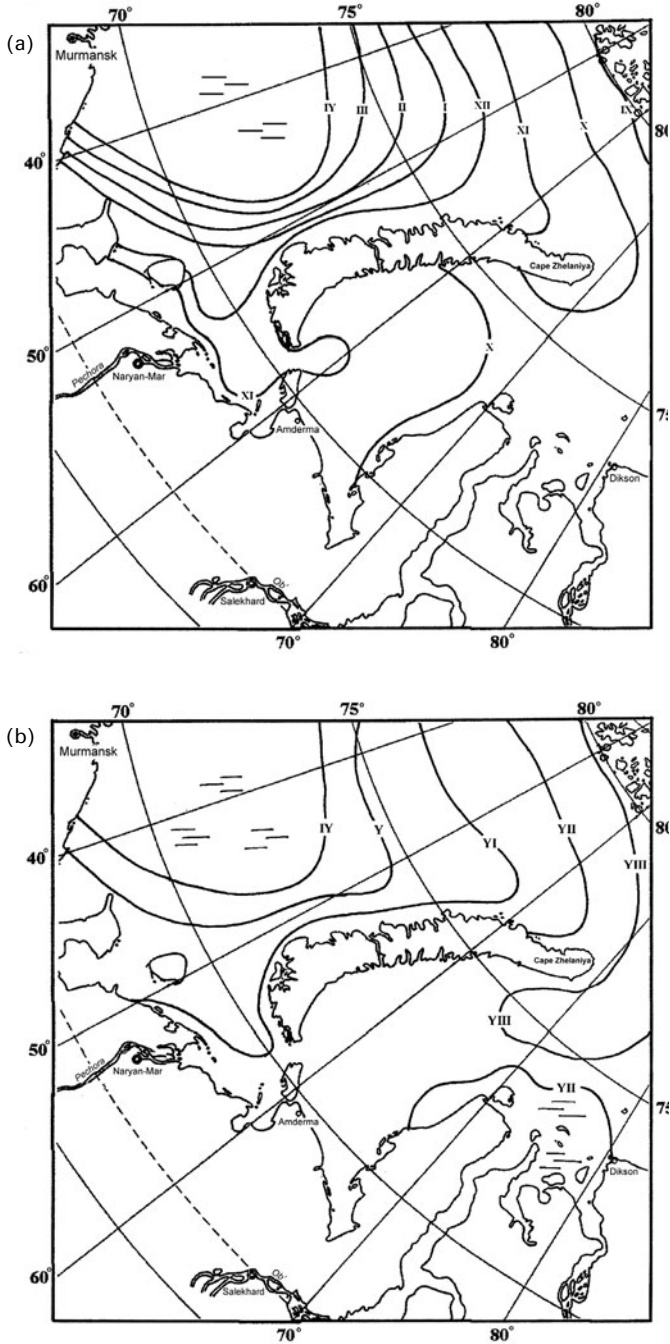 (a)
70°
75°
80°
Murmansk
IY
III
II
I
XII
XI
X
IX
80
40°
Cape Zhelaniya
50°
Pechora
Naryan-Mar
XI
X
Amderma
75
Dikson
60°
Ob'
Salekhard
70°
80°
(b)
70°
75°
80°
Murmansk
IY
Y
YI
YII
YIII
80
40°
Cape Zhelaniya
YIII
50°
Pechora
Naryan-Mar
YII
75
Amderma
Dikson
60°
Ob'
Salekhard
70°
80°